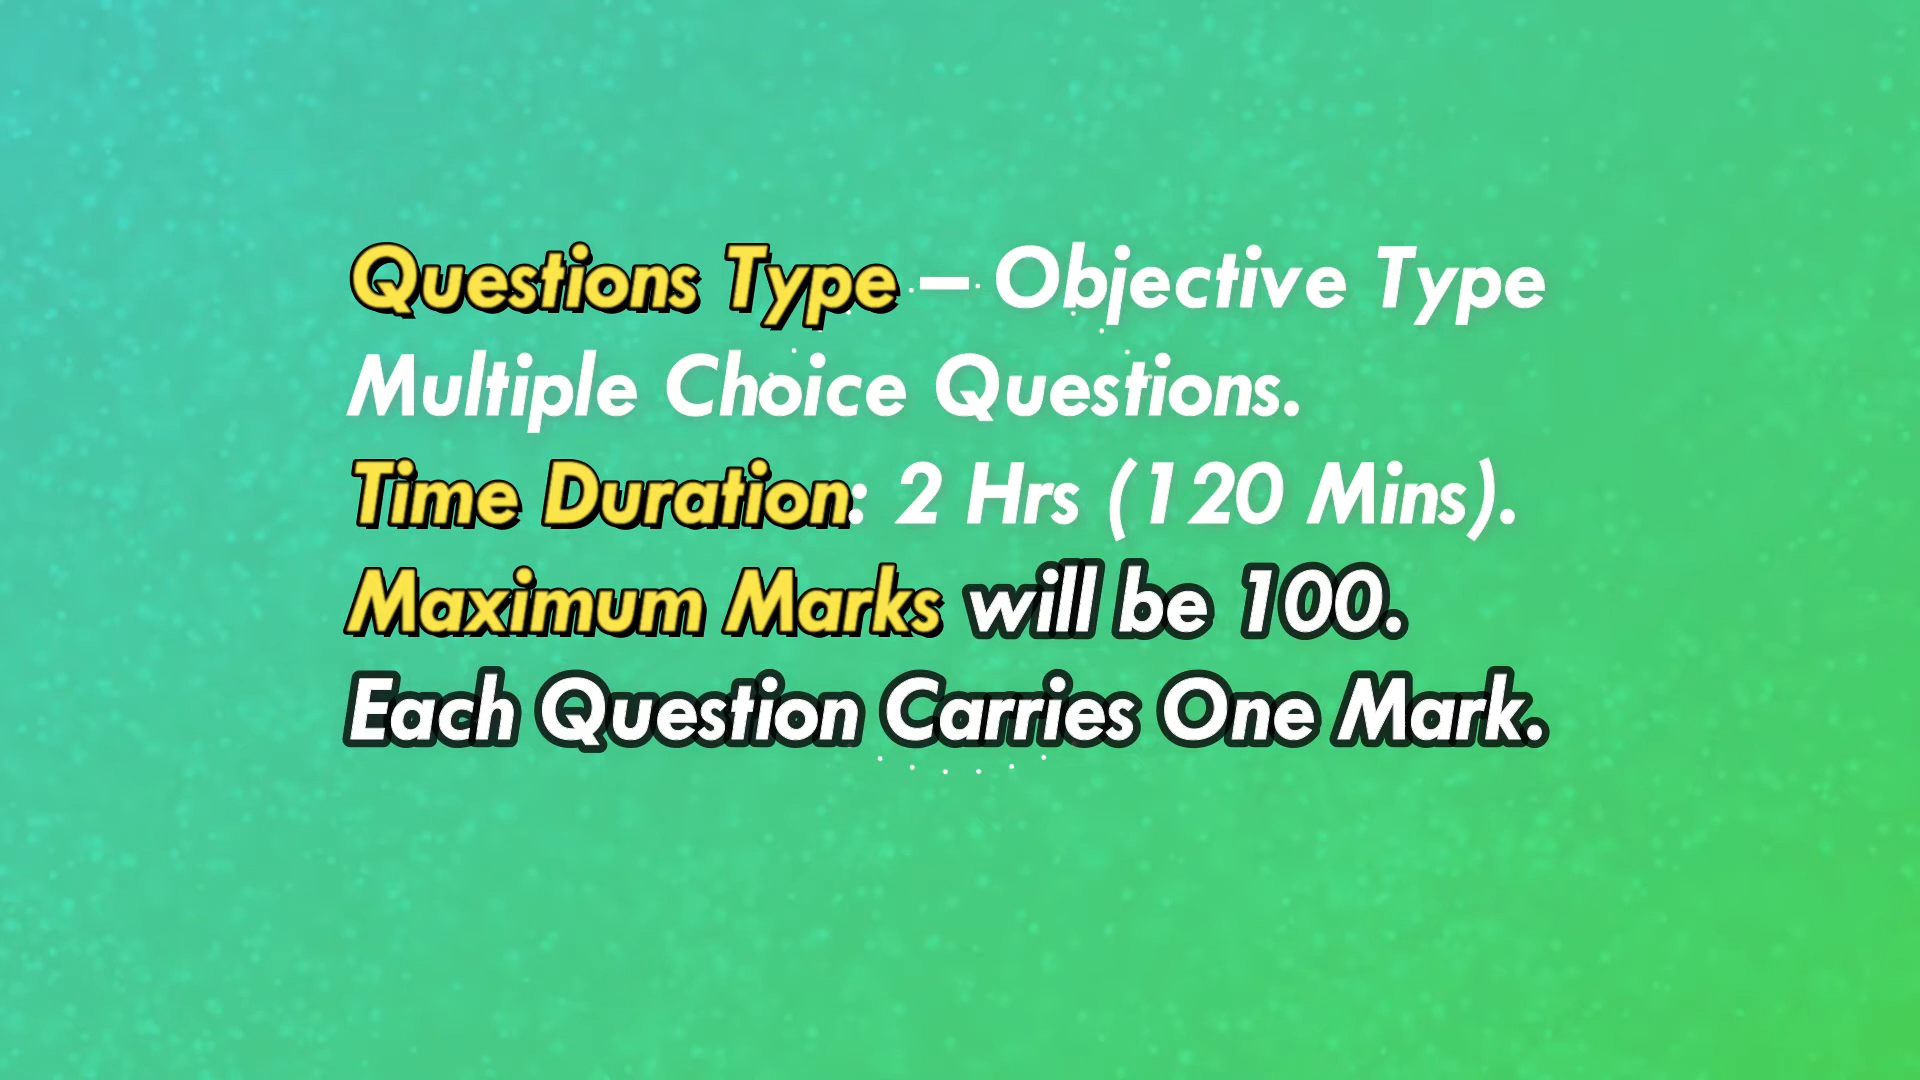 Questions Type – Objective Type
Multiple Choice Questions.
Time Duration: 2 Hrs (120 Mins).
Maximum Marks will be 100.
Each Question Carries One Mark.